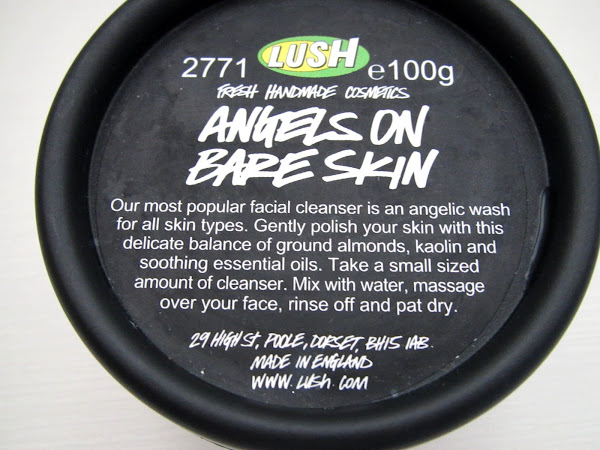 LUSH
2771 e100g
FRESH HANDMADE COSMETICS
ANGELS ON
BARE SKIN
Our most popular facial cleanser is an angelic wash
for all skin types. Gently polish your skin with this
delicate balance of ground almonds, kaolin and
soothing essential oils. Take a small sized
amount of cleanser. Mix with water, massage
over your face, rinse off and pat dry.
29 HIGH St, POOLE, DORSET, BH15 1AB.
MADE IN ENGLAND
WWW.LUSH.COM